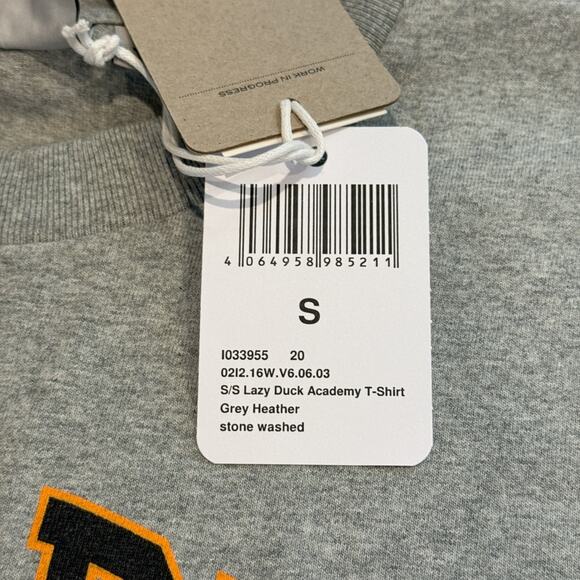 WORK IN PROGRESS
4 064958 985211
S
I033955 20
02I2.16W.V6.06.03
S/S Lazy Duck Academy T-Shirt
Grey Heather
stone washed